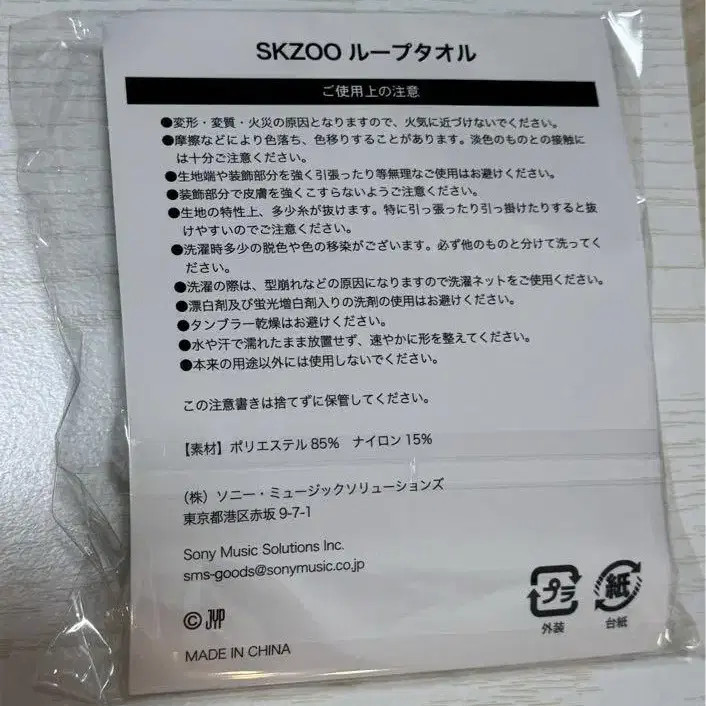 SKZOO ループタオル
ご使用上の注意
●変形・変質・火災の原因となりますので、火気に近づけないでください。
●摩擦などにより色落ち、色移りすることがあります。淡色のものとの接触に
は十分ご注意ください。
●生地端や装飾部分を強く引張ったり等無理なご使用はお避けください。
●装飾部分で皮膚を強くこすらないようご注意ください。
●生地の特性上、多少糸が抜けます。特に引っ張ったり引っ掛けたりすると抜
けやすいのでご注意ください。
●洗濯時多少の脱色や色の移染がございます。必ず他のものと分けて洗ってく
ださい。
●洗濯の際は、型崩れなどの原因になりますので洗濯ネットをご使用ください。
●漂白剤及び蛍光増白剤入りの洗剤の使用はお避けください。
●タンブラー乾燥はお避けください。
●水や汗で濡れたまま放置せず、速やかに形を整えてください。
●本来の用途以外には使用しないでください。
この注意書きは捨てずに保管してください。
【素材】ポリエステル85% ナイロン15%
（株）ソニー・ミュージックソリューションズ
東京都港区赤坂9-7-1
Sony Music Solutions Inc.
sms-goods@sonymusic.co.jp
© JYP
MADE IN CHINA
プラ
外装
紙
台紙